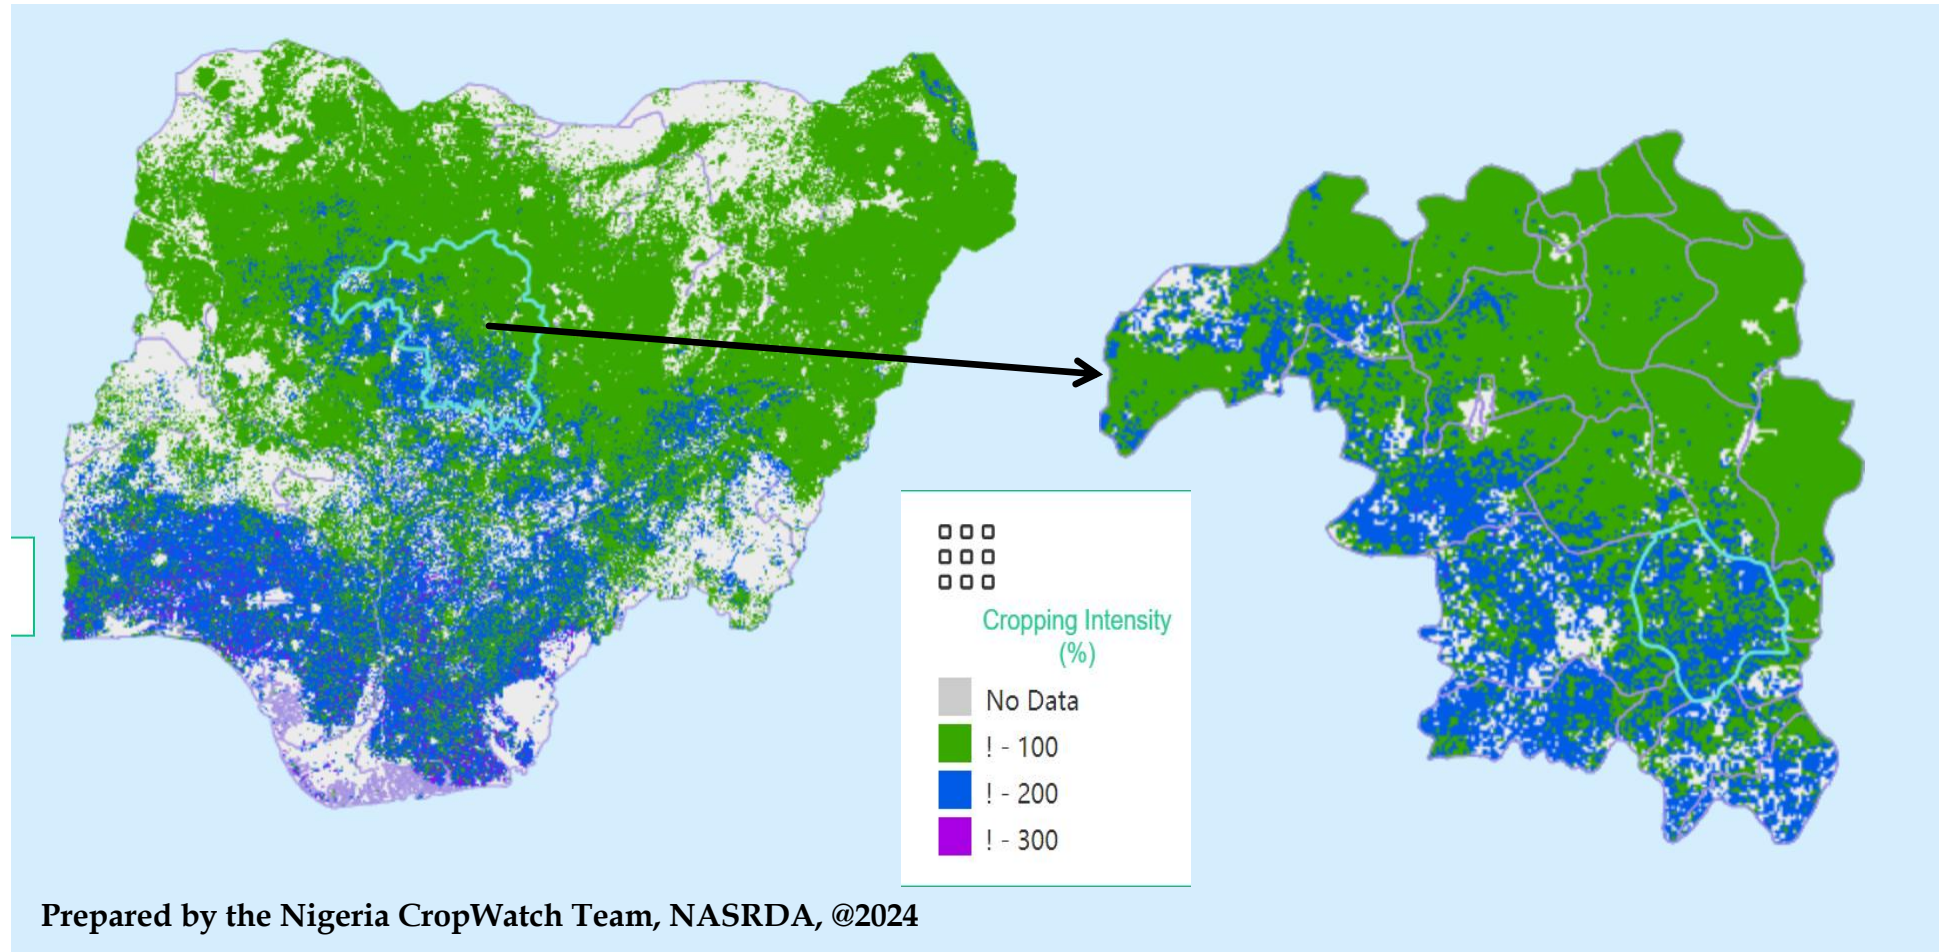 Cropping Intensity
(%)
No Data
! - 100
! - 200
! - 300
Prepared by the Nigeria CropWatch Team, NASRDA, @2024